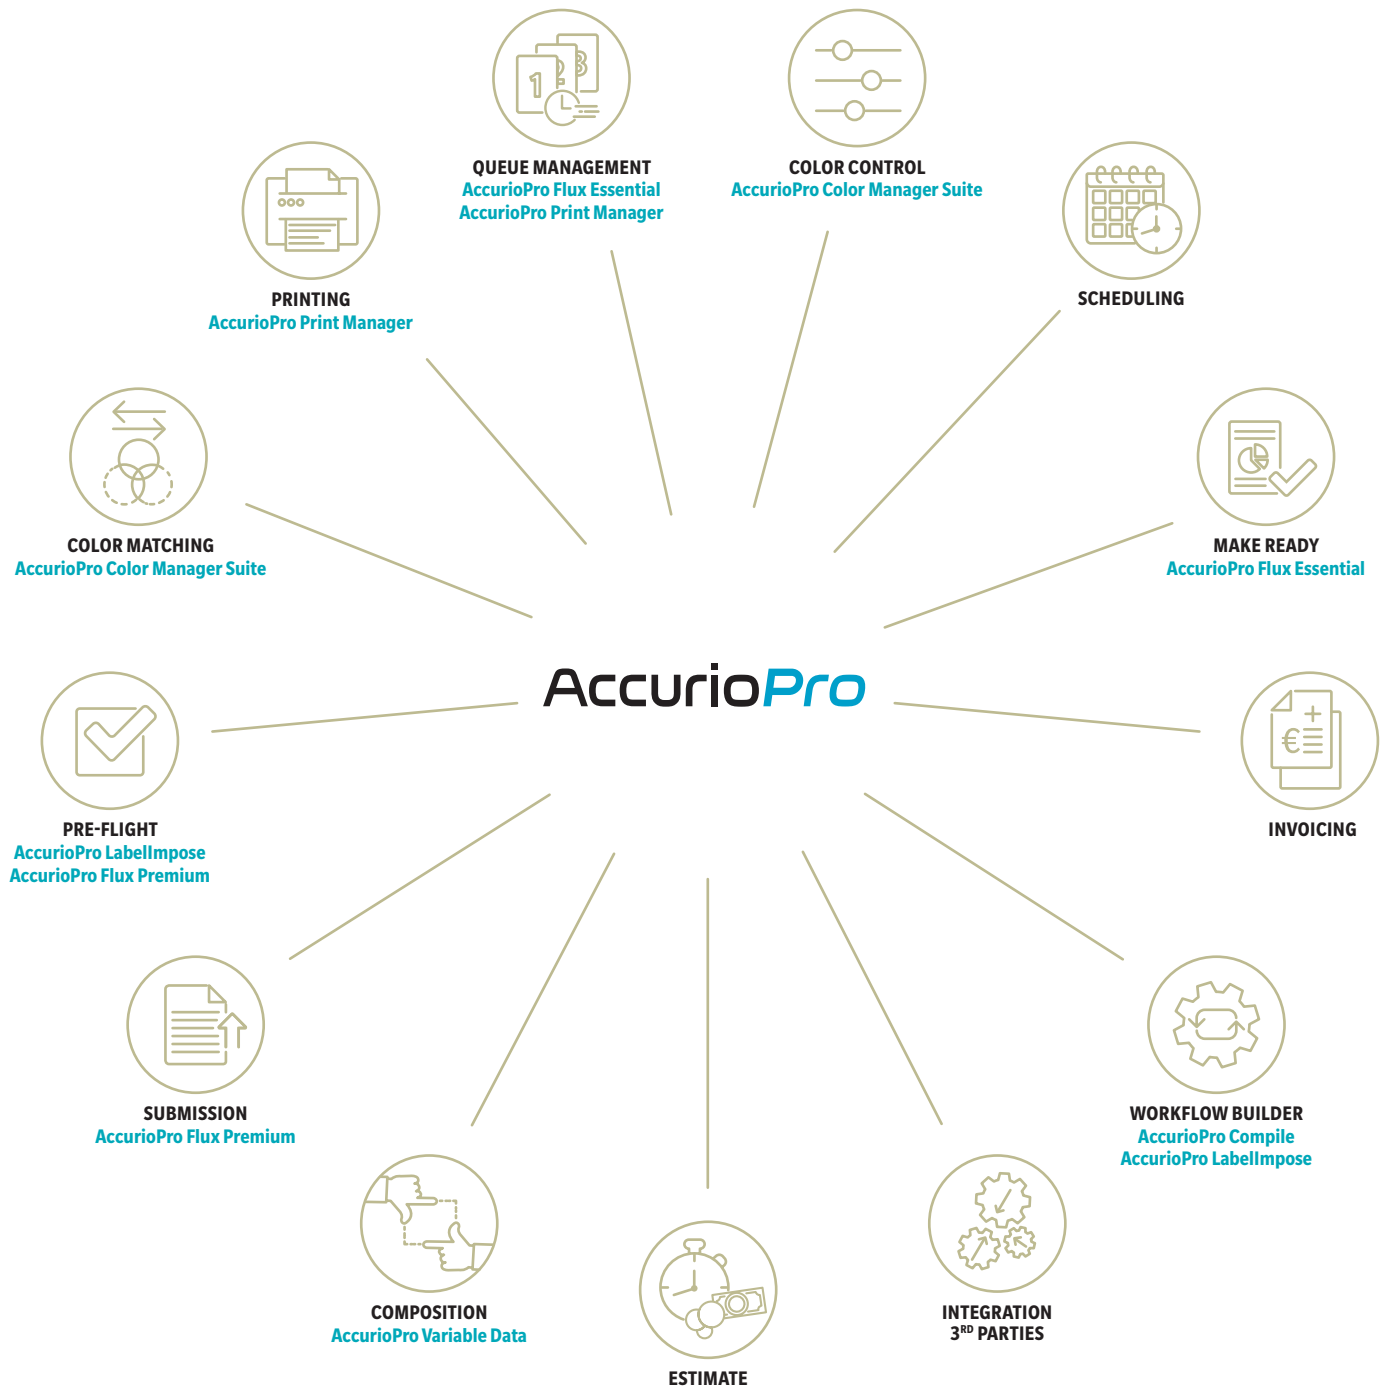 QUEUE MANAGEMENT
AccurioPro Flux Essential
AccurioPro Print Manager
COLOR CONTROL
AccurioPro Color Manager Suite
PRINTING
AccurioPro Print Manager
SCHEDULING
COLOR MATCHING
AccurioPro Color Manager Suite
MAKE READY
AccurioPro Flux Essential
AccurioPro
PRE-FLIGHT
AccurioPro LabelImpose
AccurioPro Flux Premium
INVOICING
SUBMISSION
AccurioPro Flux Premium
WORKFLOW BUILDER
AccurioPro Compile
AccurioPro LabelImpose
COMPOSITION
AccurioPro Variable Data
INTEGRATION
3RD PARTIES
ESTIMATE
1
2
3
€